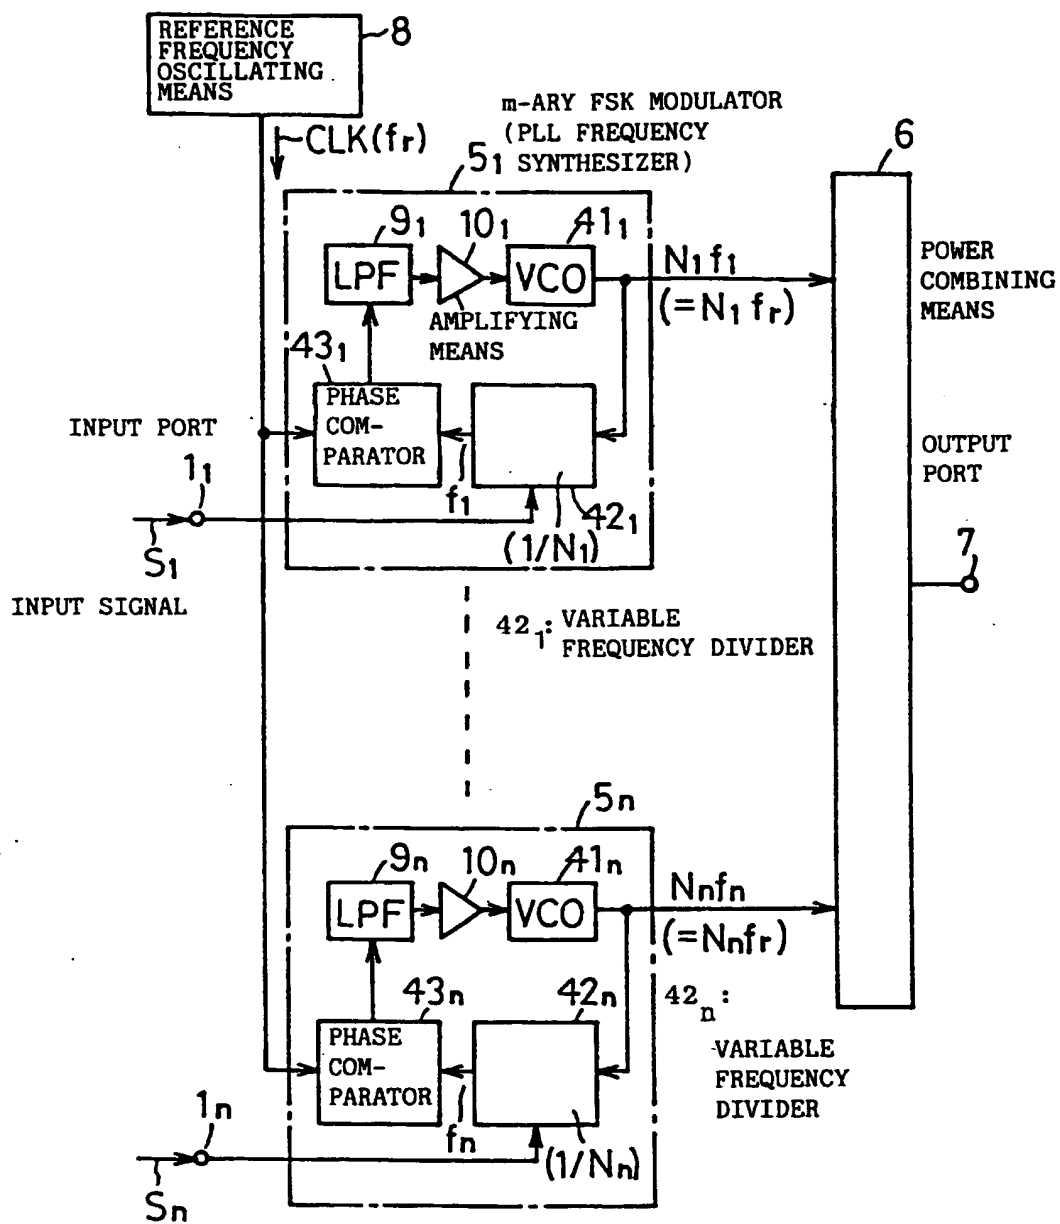 REFERENCE
FREQUENCY
OSCILLATING
MEANS
8
CLK(fr)
m-ARY FSK MODULATOR
(PLL FREQUENCY
SYNTHESIZER)
5₁
6
9₁
10₁
41₁
LPF
VCO
N₁f₁
(=N₁fr)
AMPLIFYING
MEANS
POWER
COMBINING
MEANS
43₁
PHASE
COM-
PARATOR
INPUT PORT
1₁
f₁
42₁
(1/N₁)
OUTPUT
PORT
7
S₁
INPUT SIGNAL
42₁: VARIABLE
FREQUENCY DIVIDER
5n
9n
10n
41n
LPF
VCO
Nnfn
(=Nnfr)
43n
42n
42n:
PHASE
COM-
PARATOR
VARIABLE
FREQUENCY
DIVIDER
1n
fn
(1/Nn)
Sn